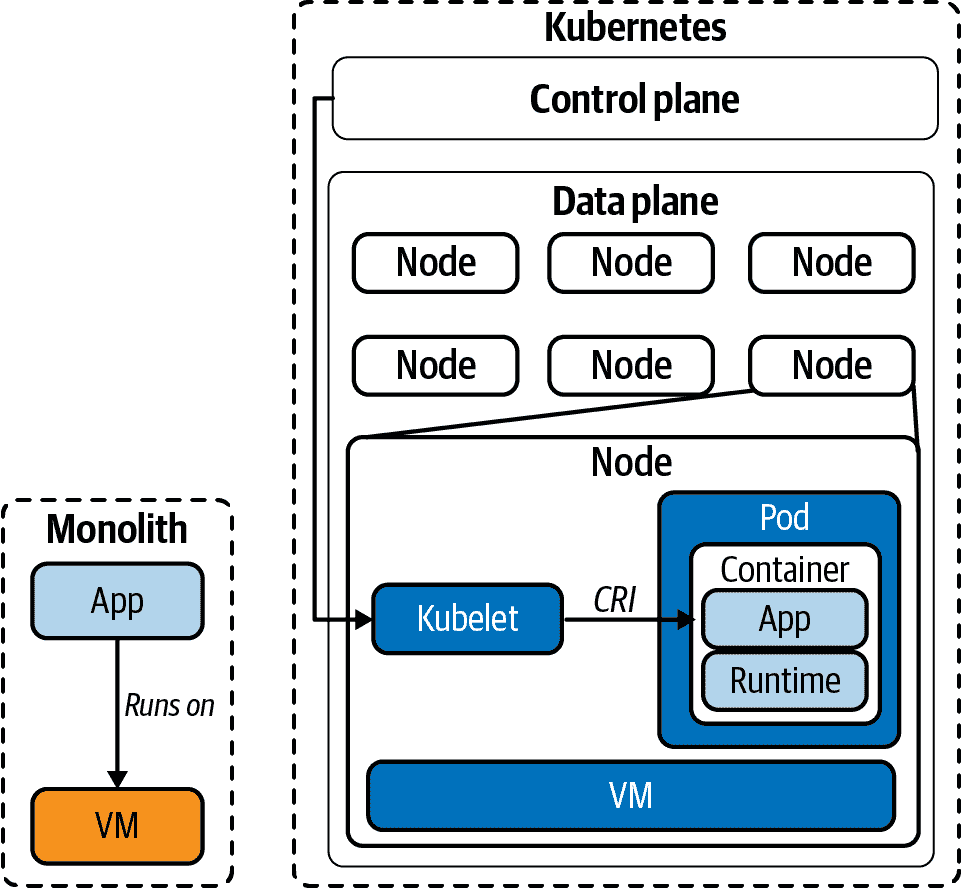 Kubernetes
Control plane
Data plane
Node Node Node
Node Node Node
Node
Pod
Container
Kubelet
CRI
App
Runtime
VM
Monolith
App
Runs on
VM